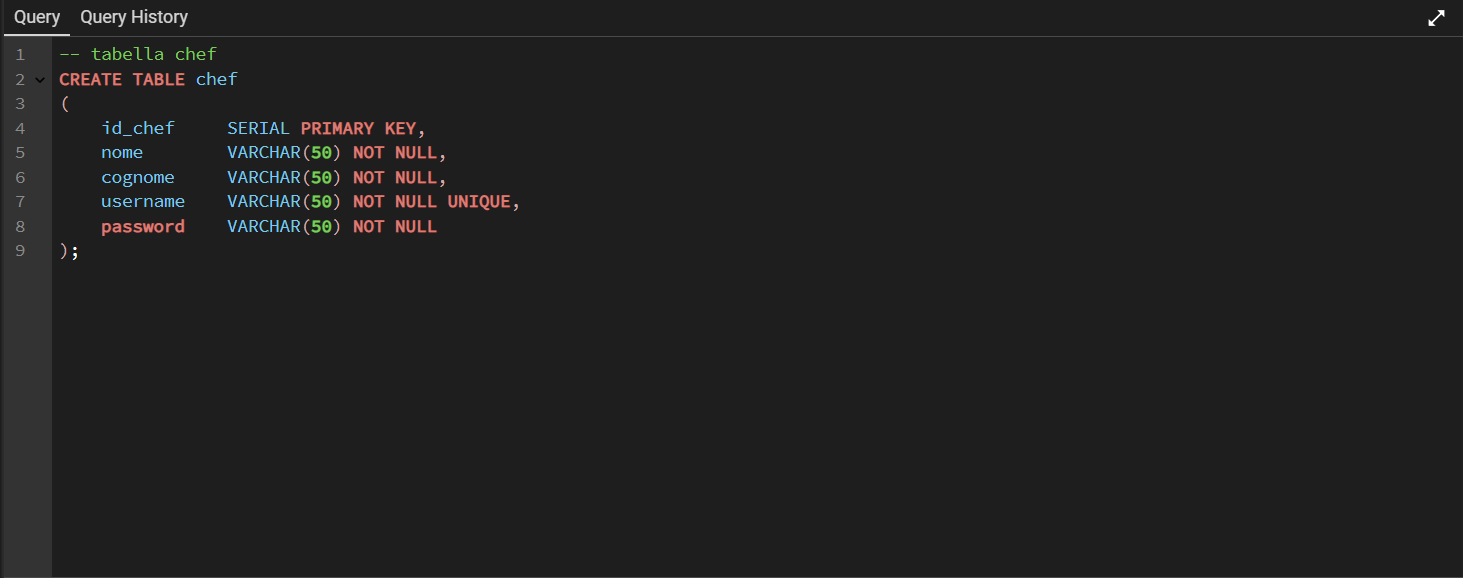 Query Query History
1 -- tabella chef
2 CREATE TABLE chef
3 (
4 id_chef SERIAL PRIMARY KEY,
5 nome VARCHAR(50) NOT NULL,
6 cognome VARCHAR(50) NOT NULL,
7 username VARCHAR(50) NOT NULL UNIQUE,
8 password VARCHAR(50) NOT NULL
9 );